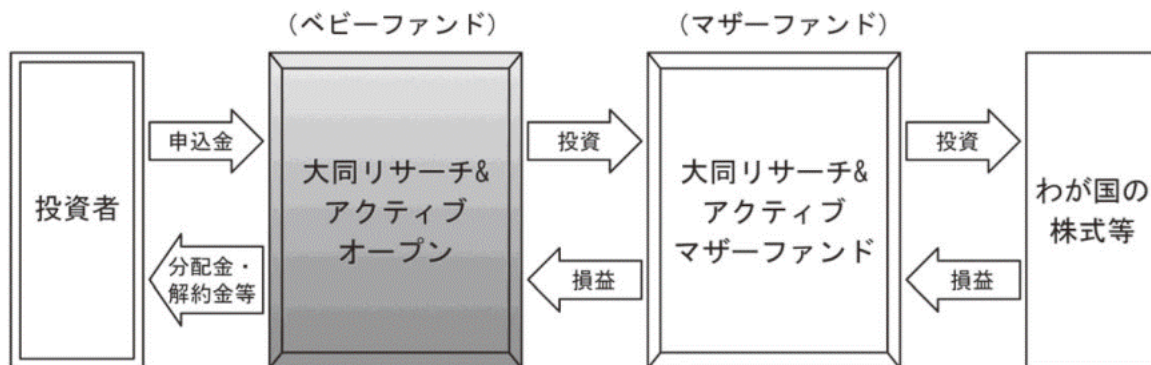 （ベビーファンド）
（マザーファンド）
投資者
申込金
分配金・
解約金等
大同リサーチ&
アクティブ
オープン
投資
損益
大同リサーチ&
アクティブ
マザーファンド
投資
損益
わが国の
株式等